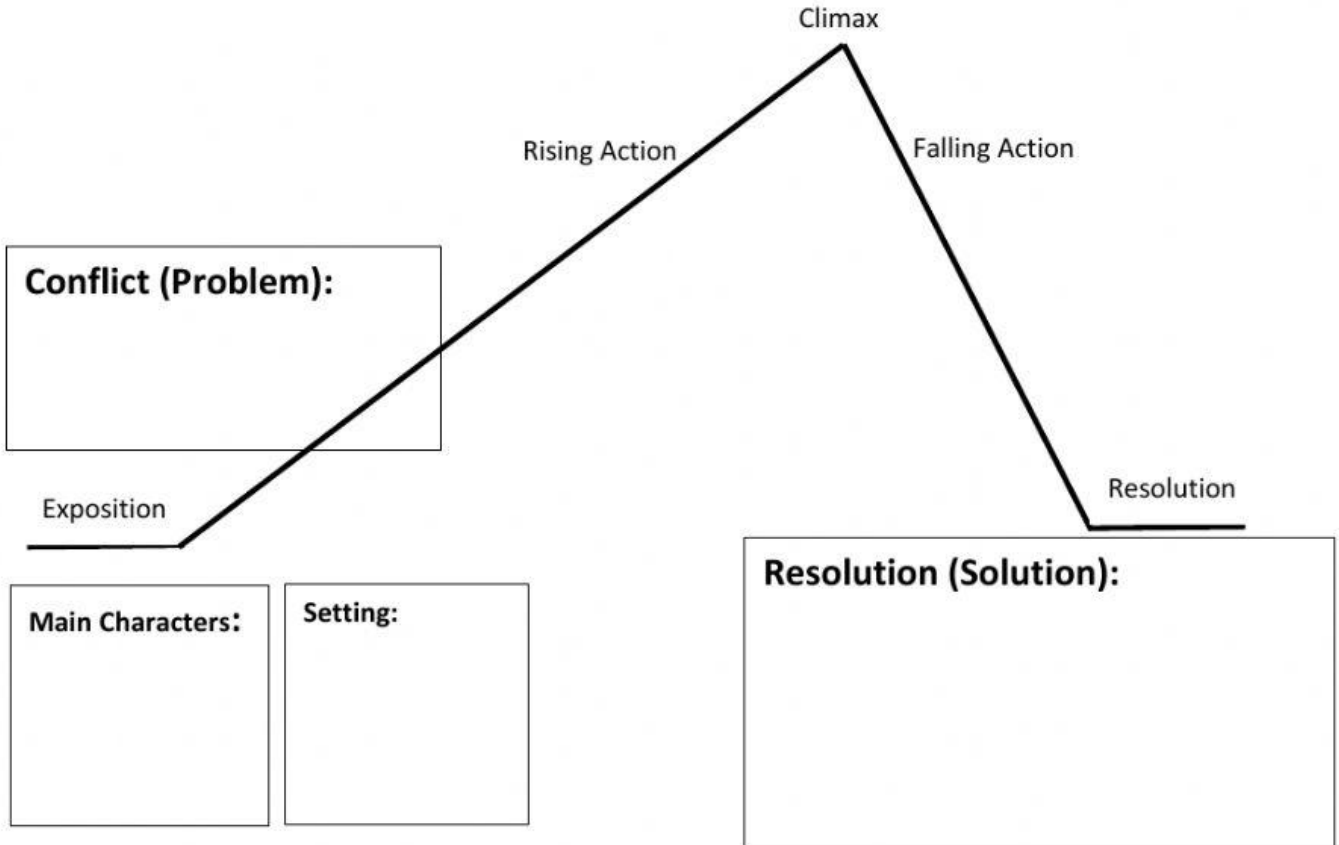 Climax
Rising Action
Falling Action
Conflict (Problem):
Exposition
Resolution
Main Characters:
Setting:
Resolution (Solution):